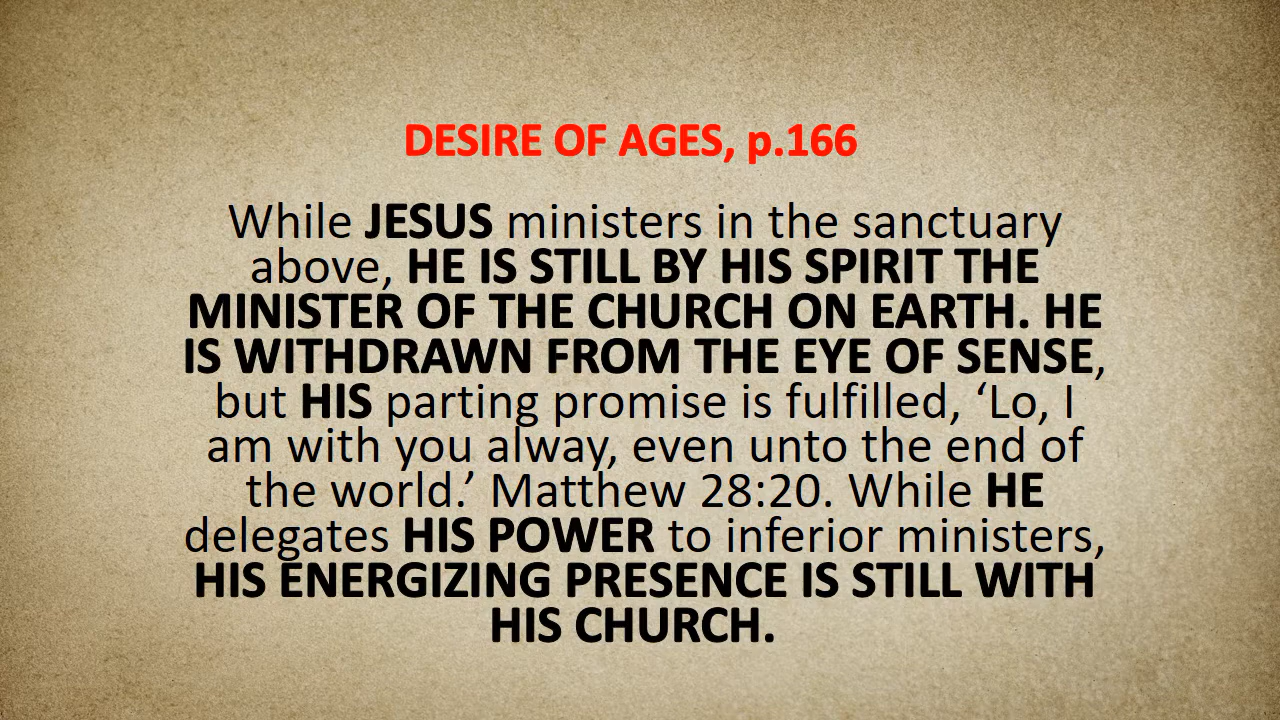 DESIRE OF AGES, p.166
While JESUS ministers in the sanctuary
above, HE IS STILL BY HIS SPIRIT THE
MINISTER OF THE CHURCH ON EARTH. HE
IS WITHDRAWN FROM THE EYE OF SENSE,
but HIS parting promise is fulfilled, ‘Lo, I
am with you alway, even unto the end of
the world.’ Matthew 28:20. While HE
delegates HIS POWER to inferior ministers,
HIS ENERGIZING PRESENCE IS STILL WITH
HIS CHURCH.